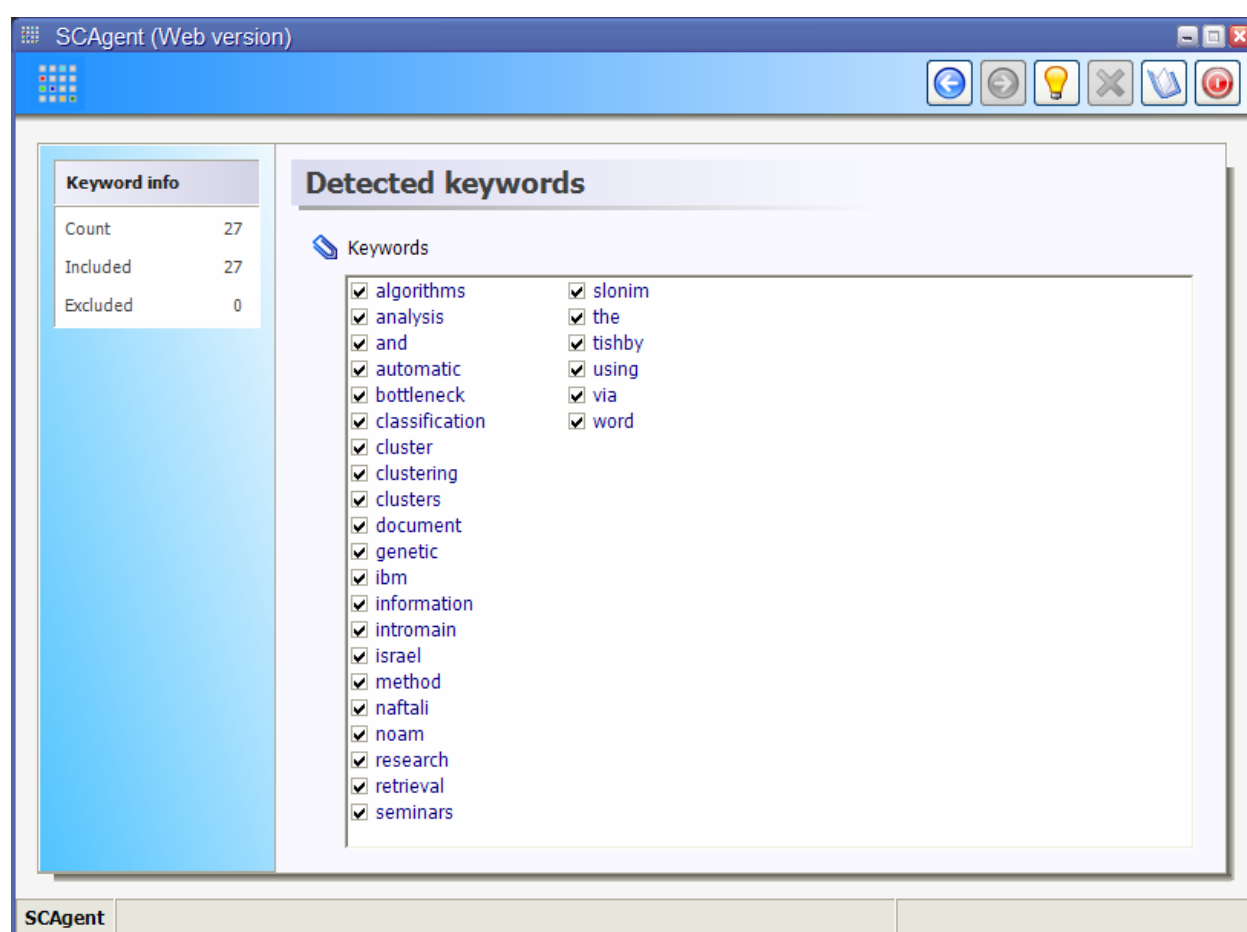 SCAgent (Web version)
Keyword info
Count 27
Included 27
Excluded 0
Detected keywords
Keywords
algorithms
analysis
and
automatic
bottleneck
classification
cluster
clustering
clusters
document
genetic
ibm
information
intromain
israel
method
naftali
noam
research
retrieval
seminars
slonim
the
tishby
using
via
word
SCAgent